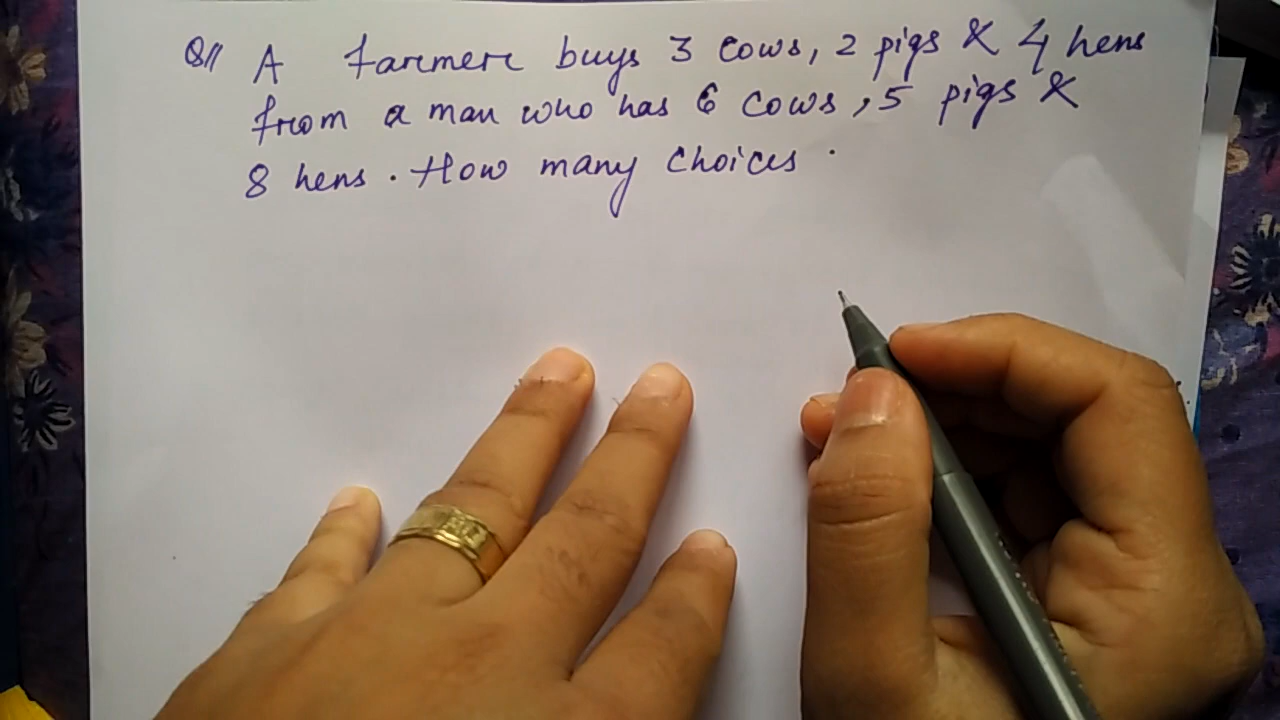 Q// A farmer buys 3 cows, 2 pigs & 4 hens
from a man who has 6 cows, 5 pigs &
8 hens. How many choices.